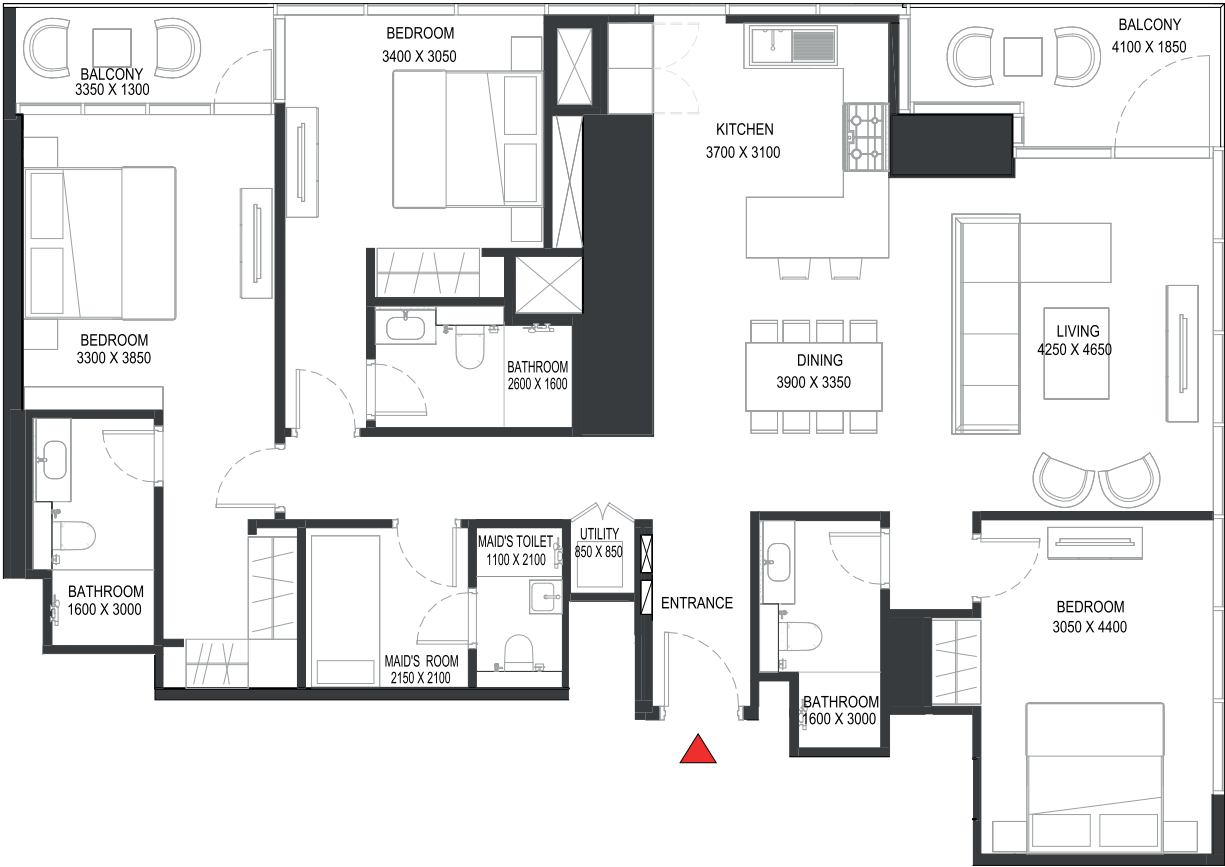 BALCONY
3350 X 1300
BEDROOM
3400 X 3050
BALCONY
4100 X 1850
KITCHEN
3700 X 3100
BEDROOM
3300 X 3850
BATHROOM
2600 X 1600
DINING
3900 X 3350
LIVING
4250 X 4650
BATHROOM
1600 X 3000
MAID'S ROOM
2150 X 2100
MAID'S TOILET
1100 X 2100
UTILITY
850 X 850
ENTRANCE
BATHROOM
1600 X 3000
BEDROOM
3050 X 4400